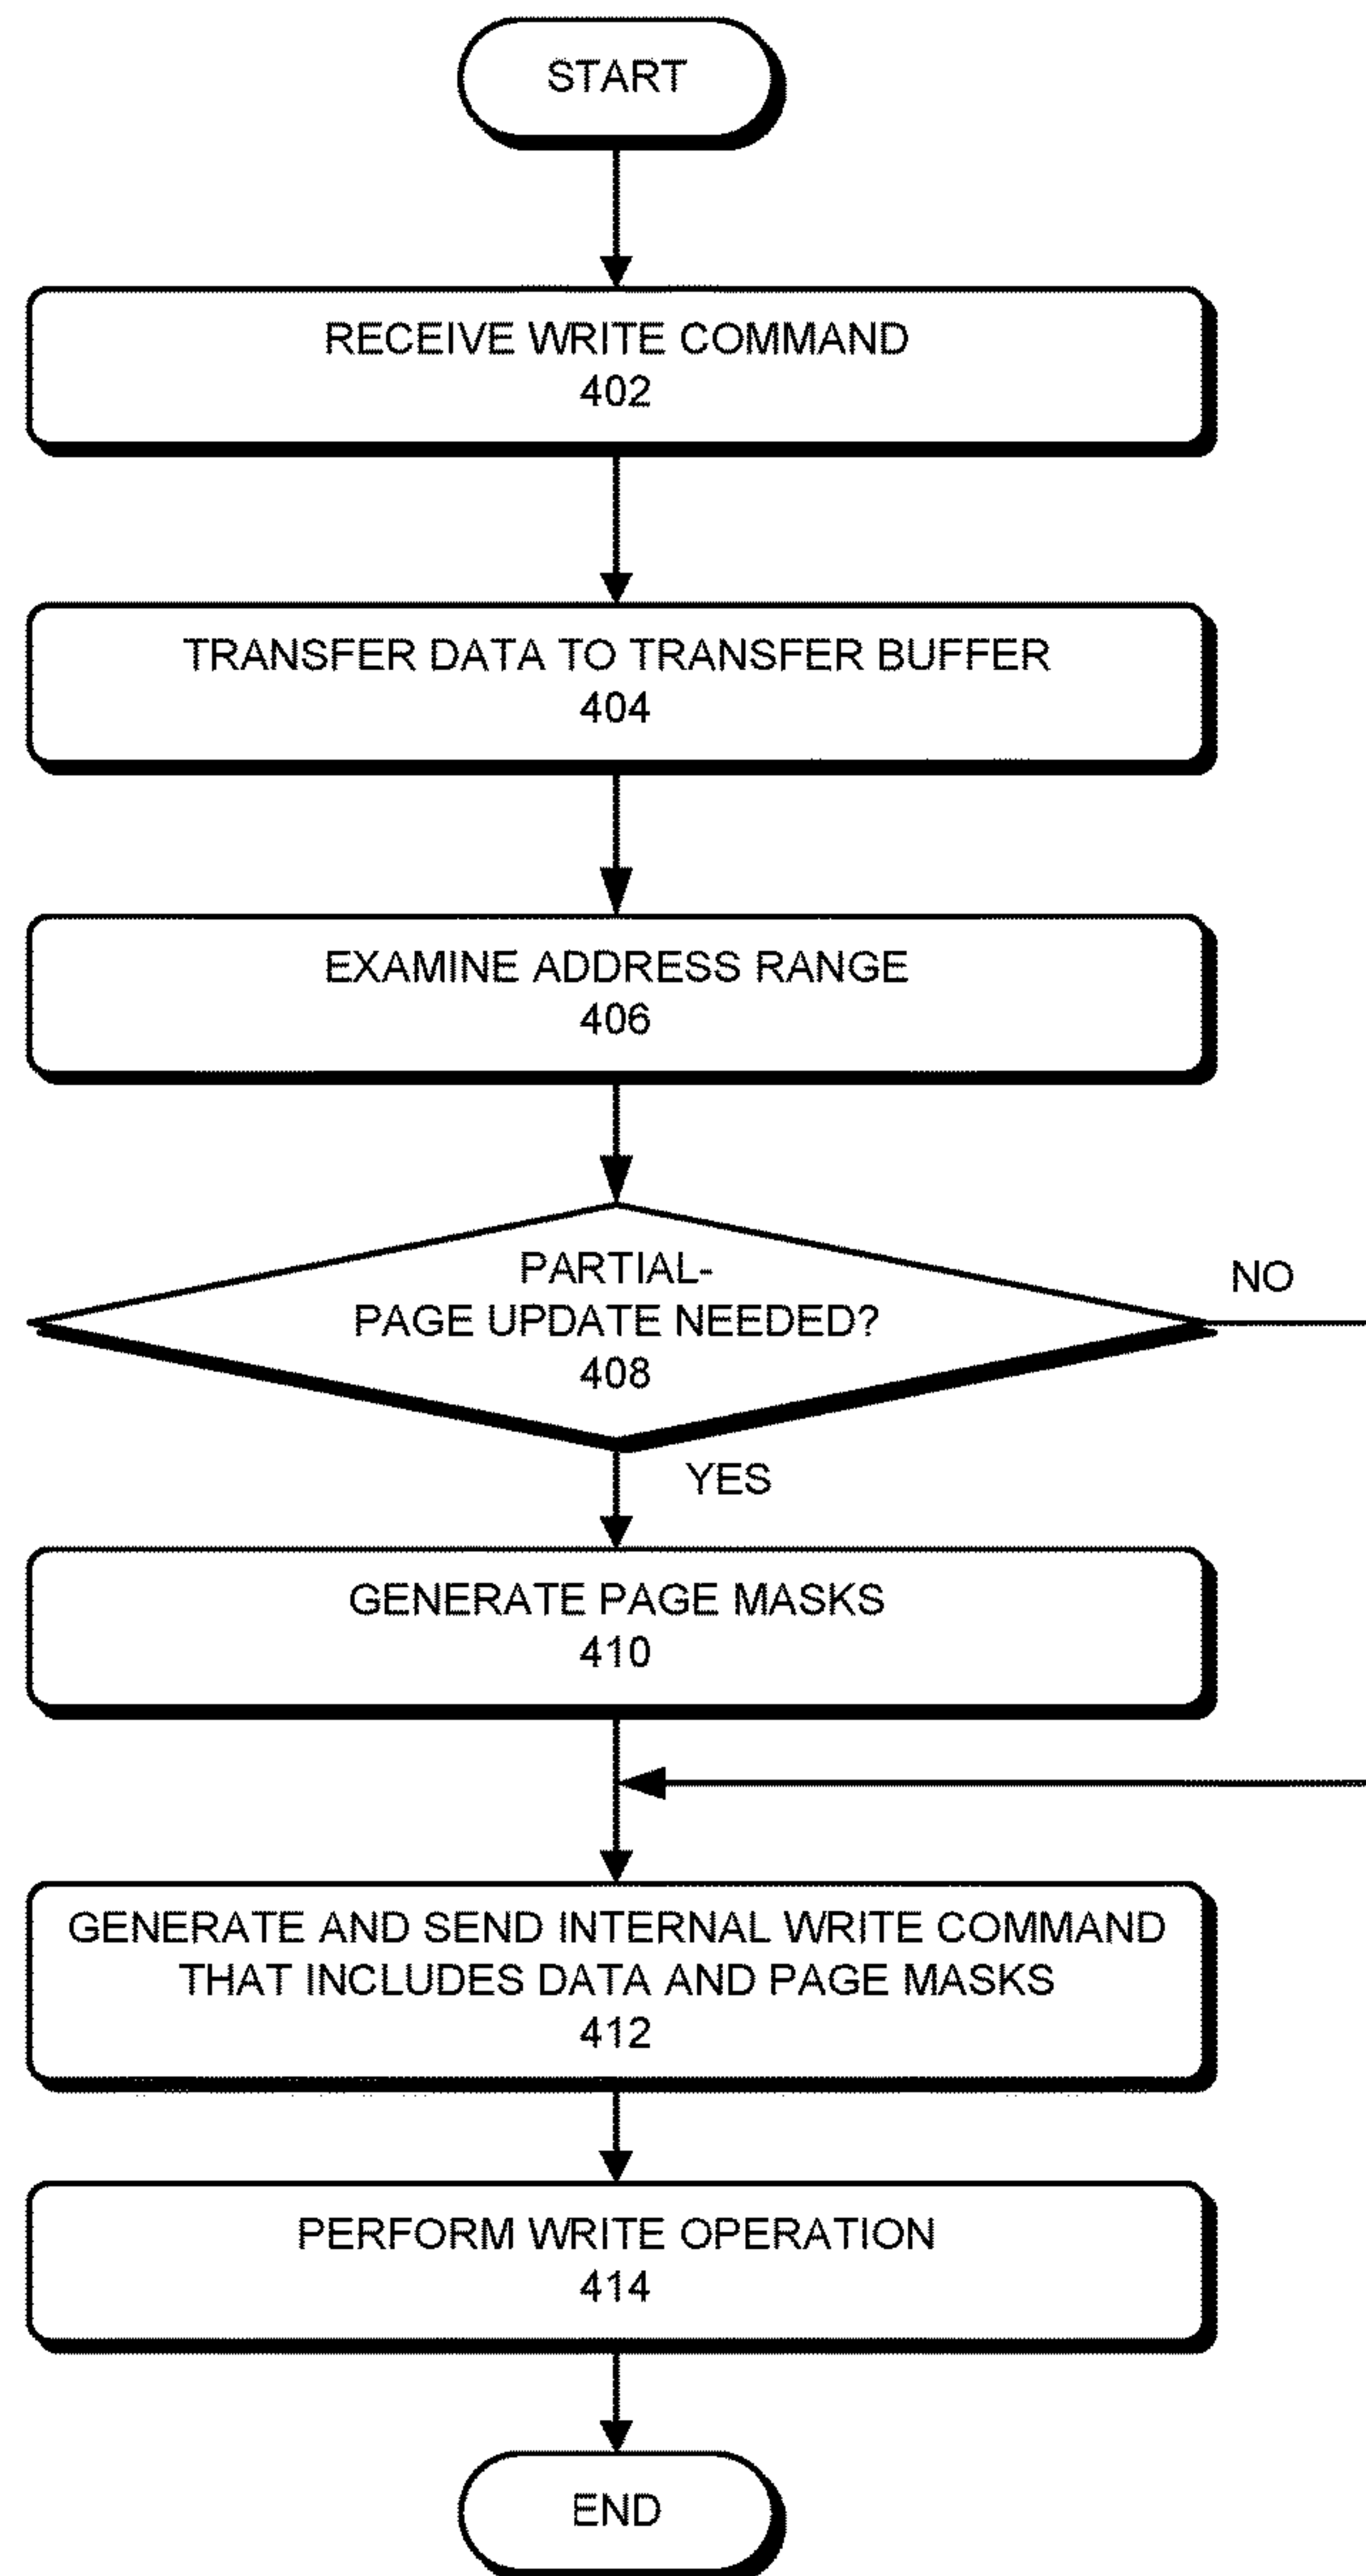 START
RECEIVE WRITE COMMAND
402
TRANSFER DATA TO TRANSFER BUFFER
404
EXAMINE ADDRESS RANGE
406
PARTIAL-
PAGE UPDATE NEEDED?
408
NO
YES
GENERATE PAGE MASKS
410
GENERATE AND SEND INTERNAL WRITE COMMAND
THAT INCLUDES DATA AND PAGE MASKS
412
PERFORM WRITE OPERATION
414
END